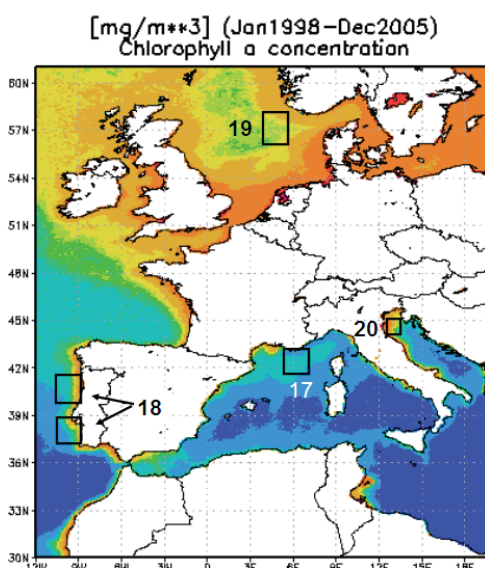 [mg/m**3] (Jan1998-Dec2005)
Chlorophyll a concentration
60N
57N
54N
51N
48N
45N
42N
39N
36N
33N
30N
12W 9W 6W 3W 0 3E 6E 9E 12E 15E 18E
19
20
17
18